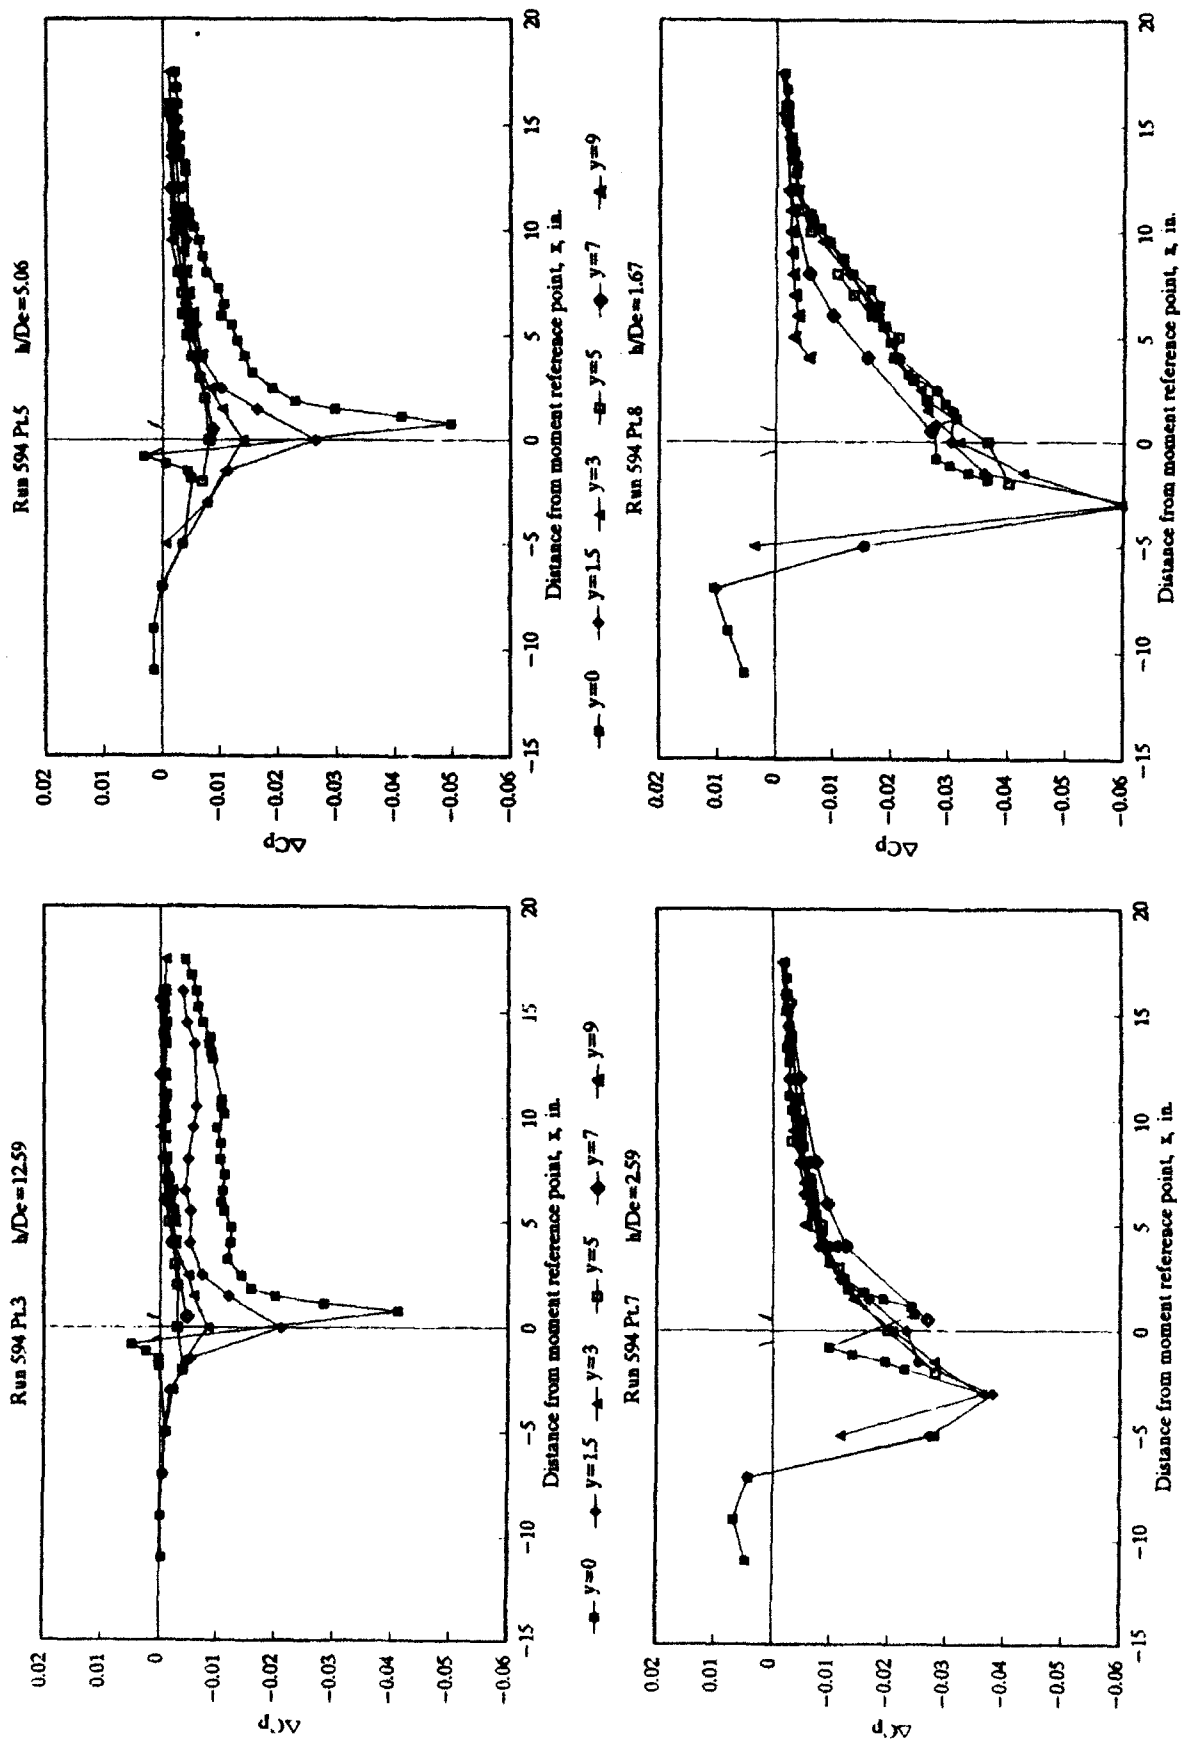 Run 594 Pt.3 h/De=12.59
ΔCp
0.02
0.01
0
−0.01
−0.02
−0.03
−0.04
−0.05
−0.06
−15 −10 −5 0 5 10 15 20
Distance from moment reference point, x, in.
Run 594 Pt.5 h/De=5.06
ΔCp
0.02
0.01
0
−0.01
−0.02
−0.03
−0.04
−0.05
−0.06
−15 −10 −5 0 5 10 15 20
Distance from moment reference point, x, in.
y=0 y=1.5 y=3 y=5 y=7 y=9
y=0 y=1.5 y=3 y=5 y=7 y=9
Run 594 Pt.7 h/De=2.59
ΔCp
0.02
0.01
0
−0.01
−0.02
−0.03
−0.04
−0.05
−0.06
−15 −10 −5 0 5 10 15 20
Distance from moment reference point, x, in.
Run 594 Pt.8 h/De=1.67
ΔCp
0.02
0.01
0
−0.01
−0.02
−0.03
−0.04
−0.05
−0.06
−15 −10 −5 0 5 10 15 20
Distance from moment reference point, x, in.